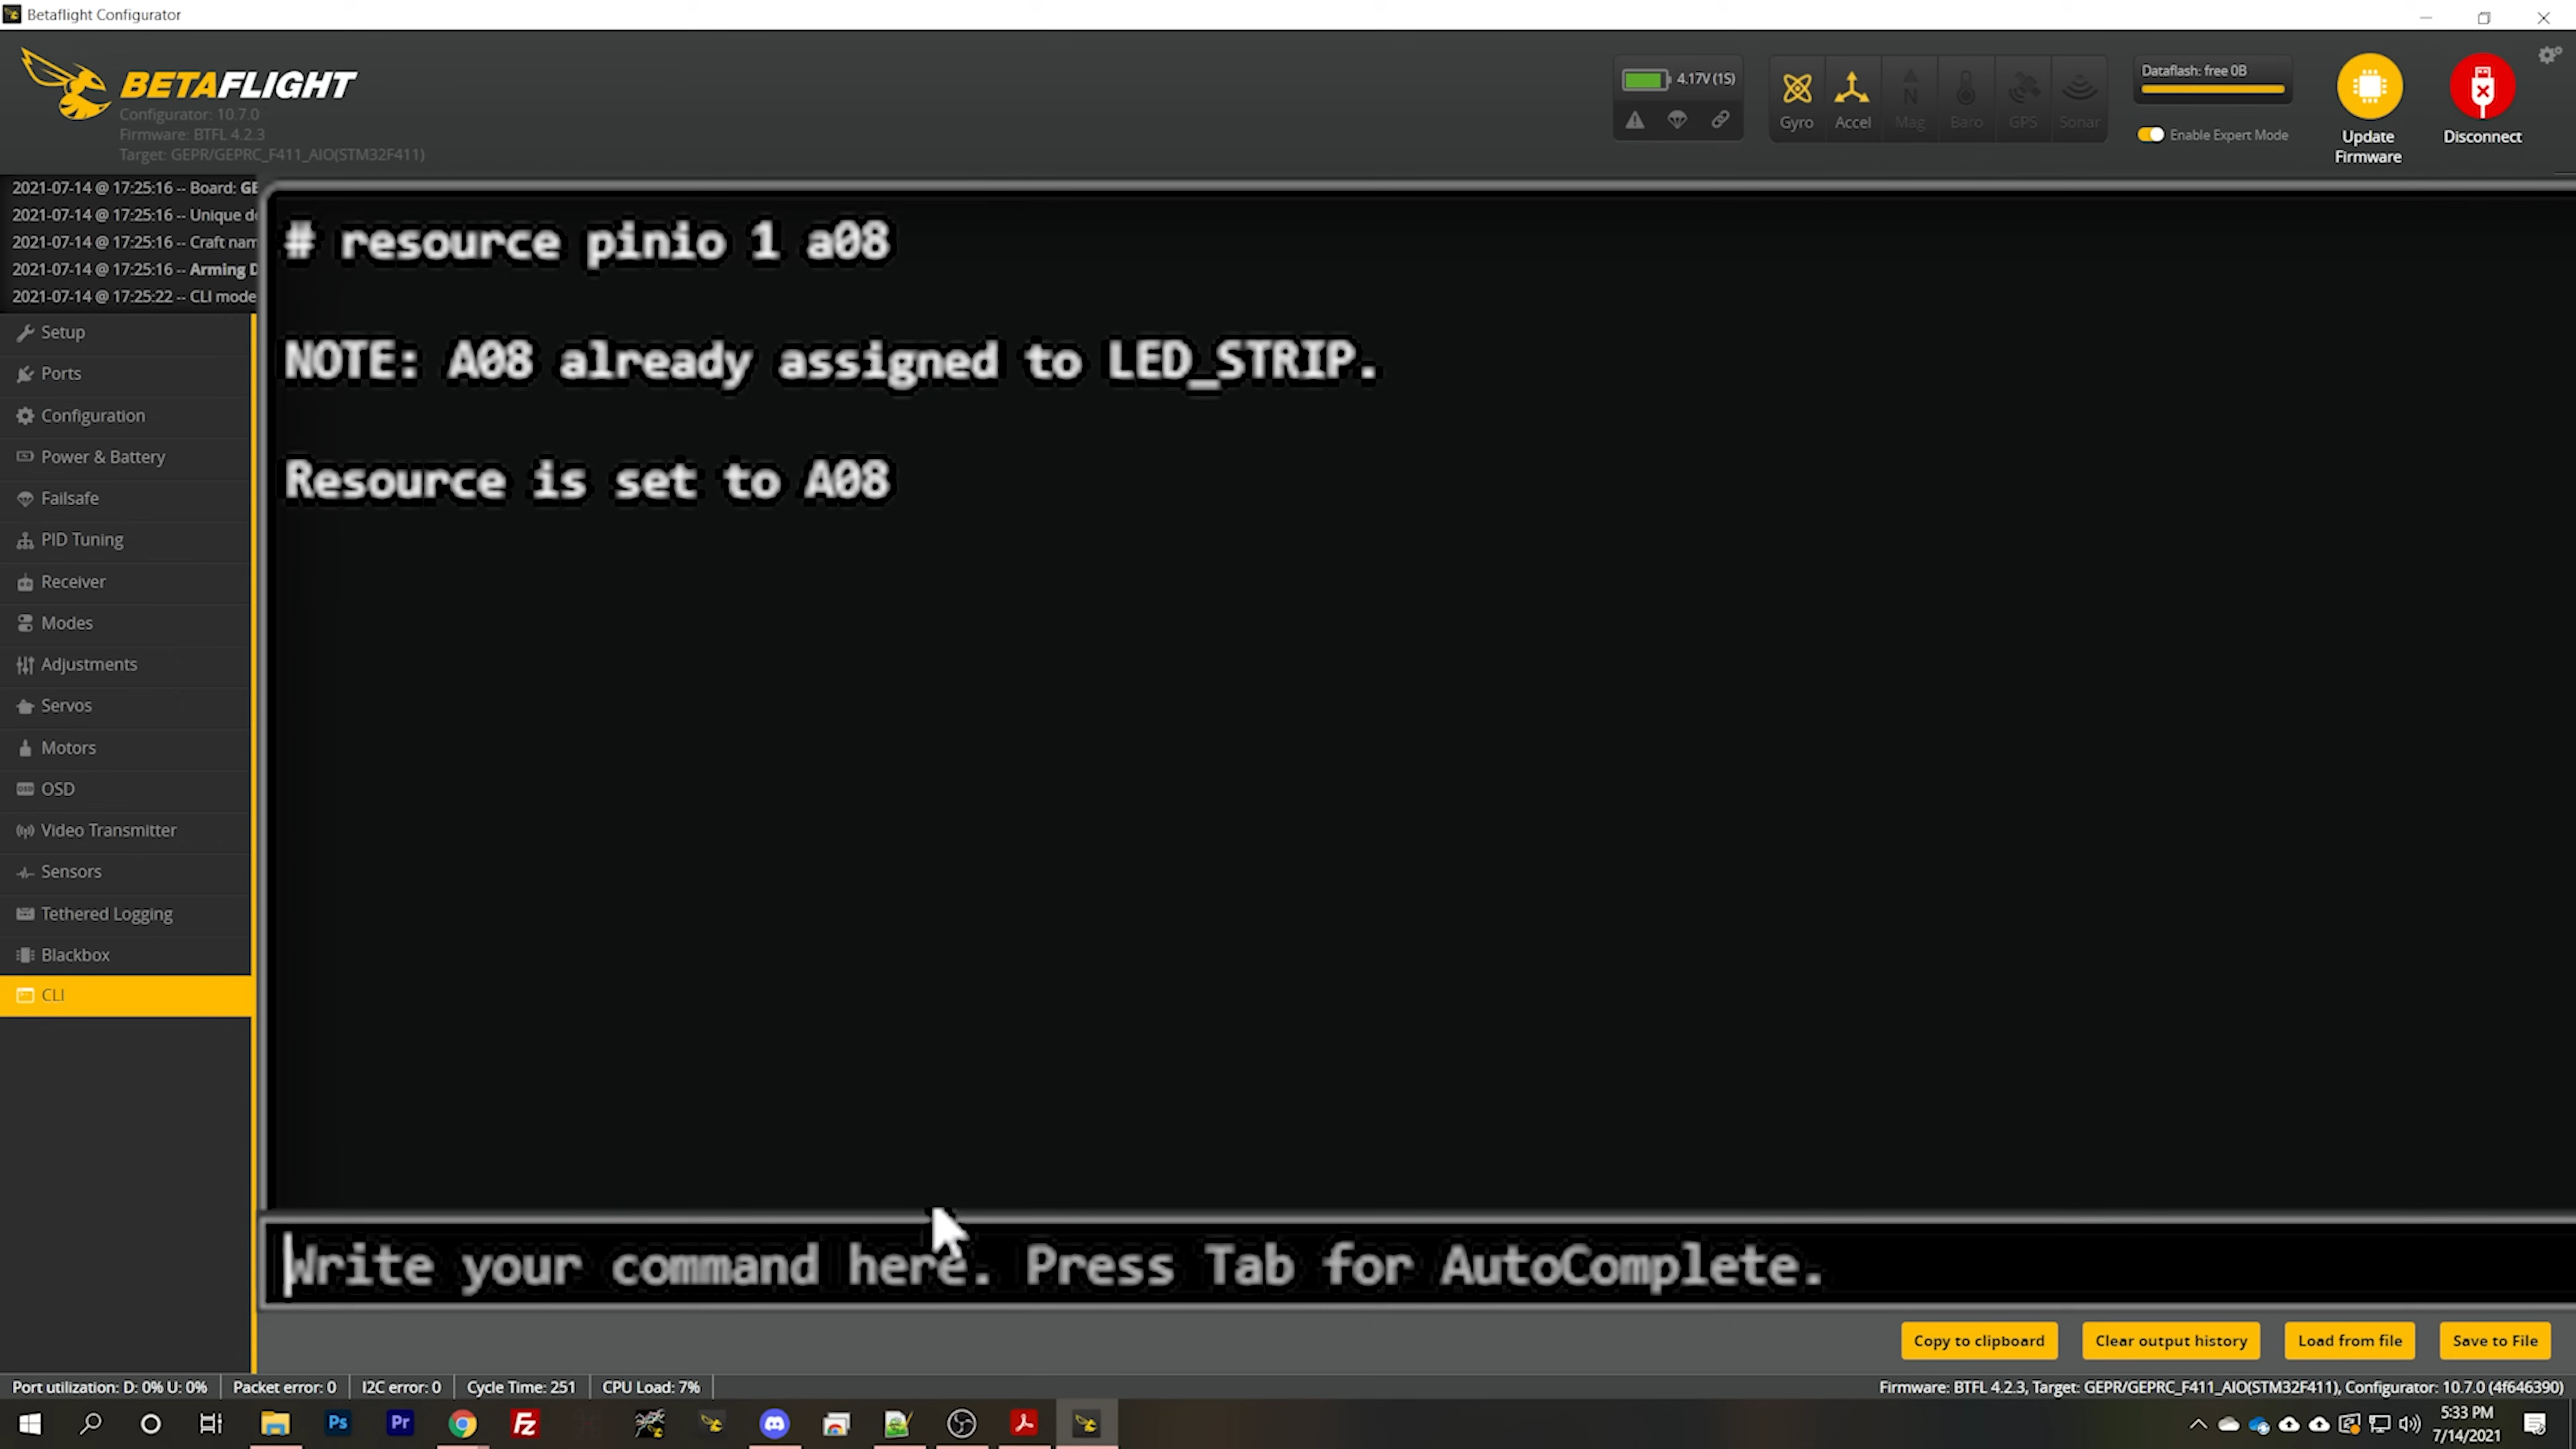 Betaflight Configurator
BETAFLIGHT
Configurator: 10.7.0
Firmware: BTFL 4.2.3
Target: GEPR/GEPRC_F411_AIO(STM32F411)
4.17V (1S)
Gyro
Accel
Mag
Baro
GPS
Sonar
Dataflash: free 0B
Enable Expert Mode
Update
Firmware
Disconnect
2021-07-14 @ 17:25:16 -- Board: GE
2021-07-14 @ 17:25:16 -- Unique de
2021-07-14 @ 17:25:16 -- Craft nam
2021-07-14 @ 17:25:16 -- Arming D
2021-07-14 @ 17:25:22 -- CLI mode
Setup
Ports
Configuration
Power & Battery
Failsafe
PID Tuning
Receiver
Modes
Adjustments
Servos
Motors
OSD
Video Transmitter
Sensors
Tethered Logging
Blackbox
CLI
# resource pinio 1 a08
NOTE: A08 already assigned to LED_STRIP.
Resource is set to A08
Write your command here. Press Tab for AutoComplete.
Copy to clipboard
Clear output history
Load from file
Save to File
Port utilization: D: 0% U: 0%
Packet error: 0
I2C error: 0
Cycle Time: 251
CPU Load: 7%
Firmware: BTFL 4.2.3, Target: GEPR/GEPRC_F411_AIO(STM32F411), Configurator: 10.7.0 (4f646390)
Ps
Pr
Fz
5:33 PM
7/14/2021